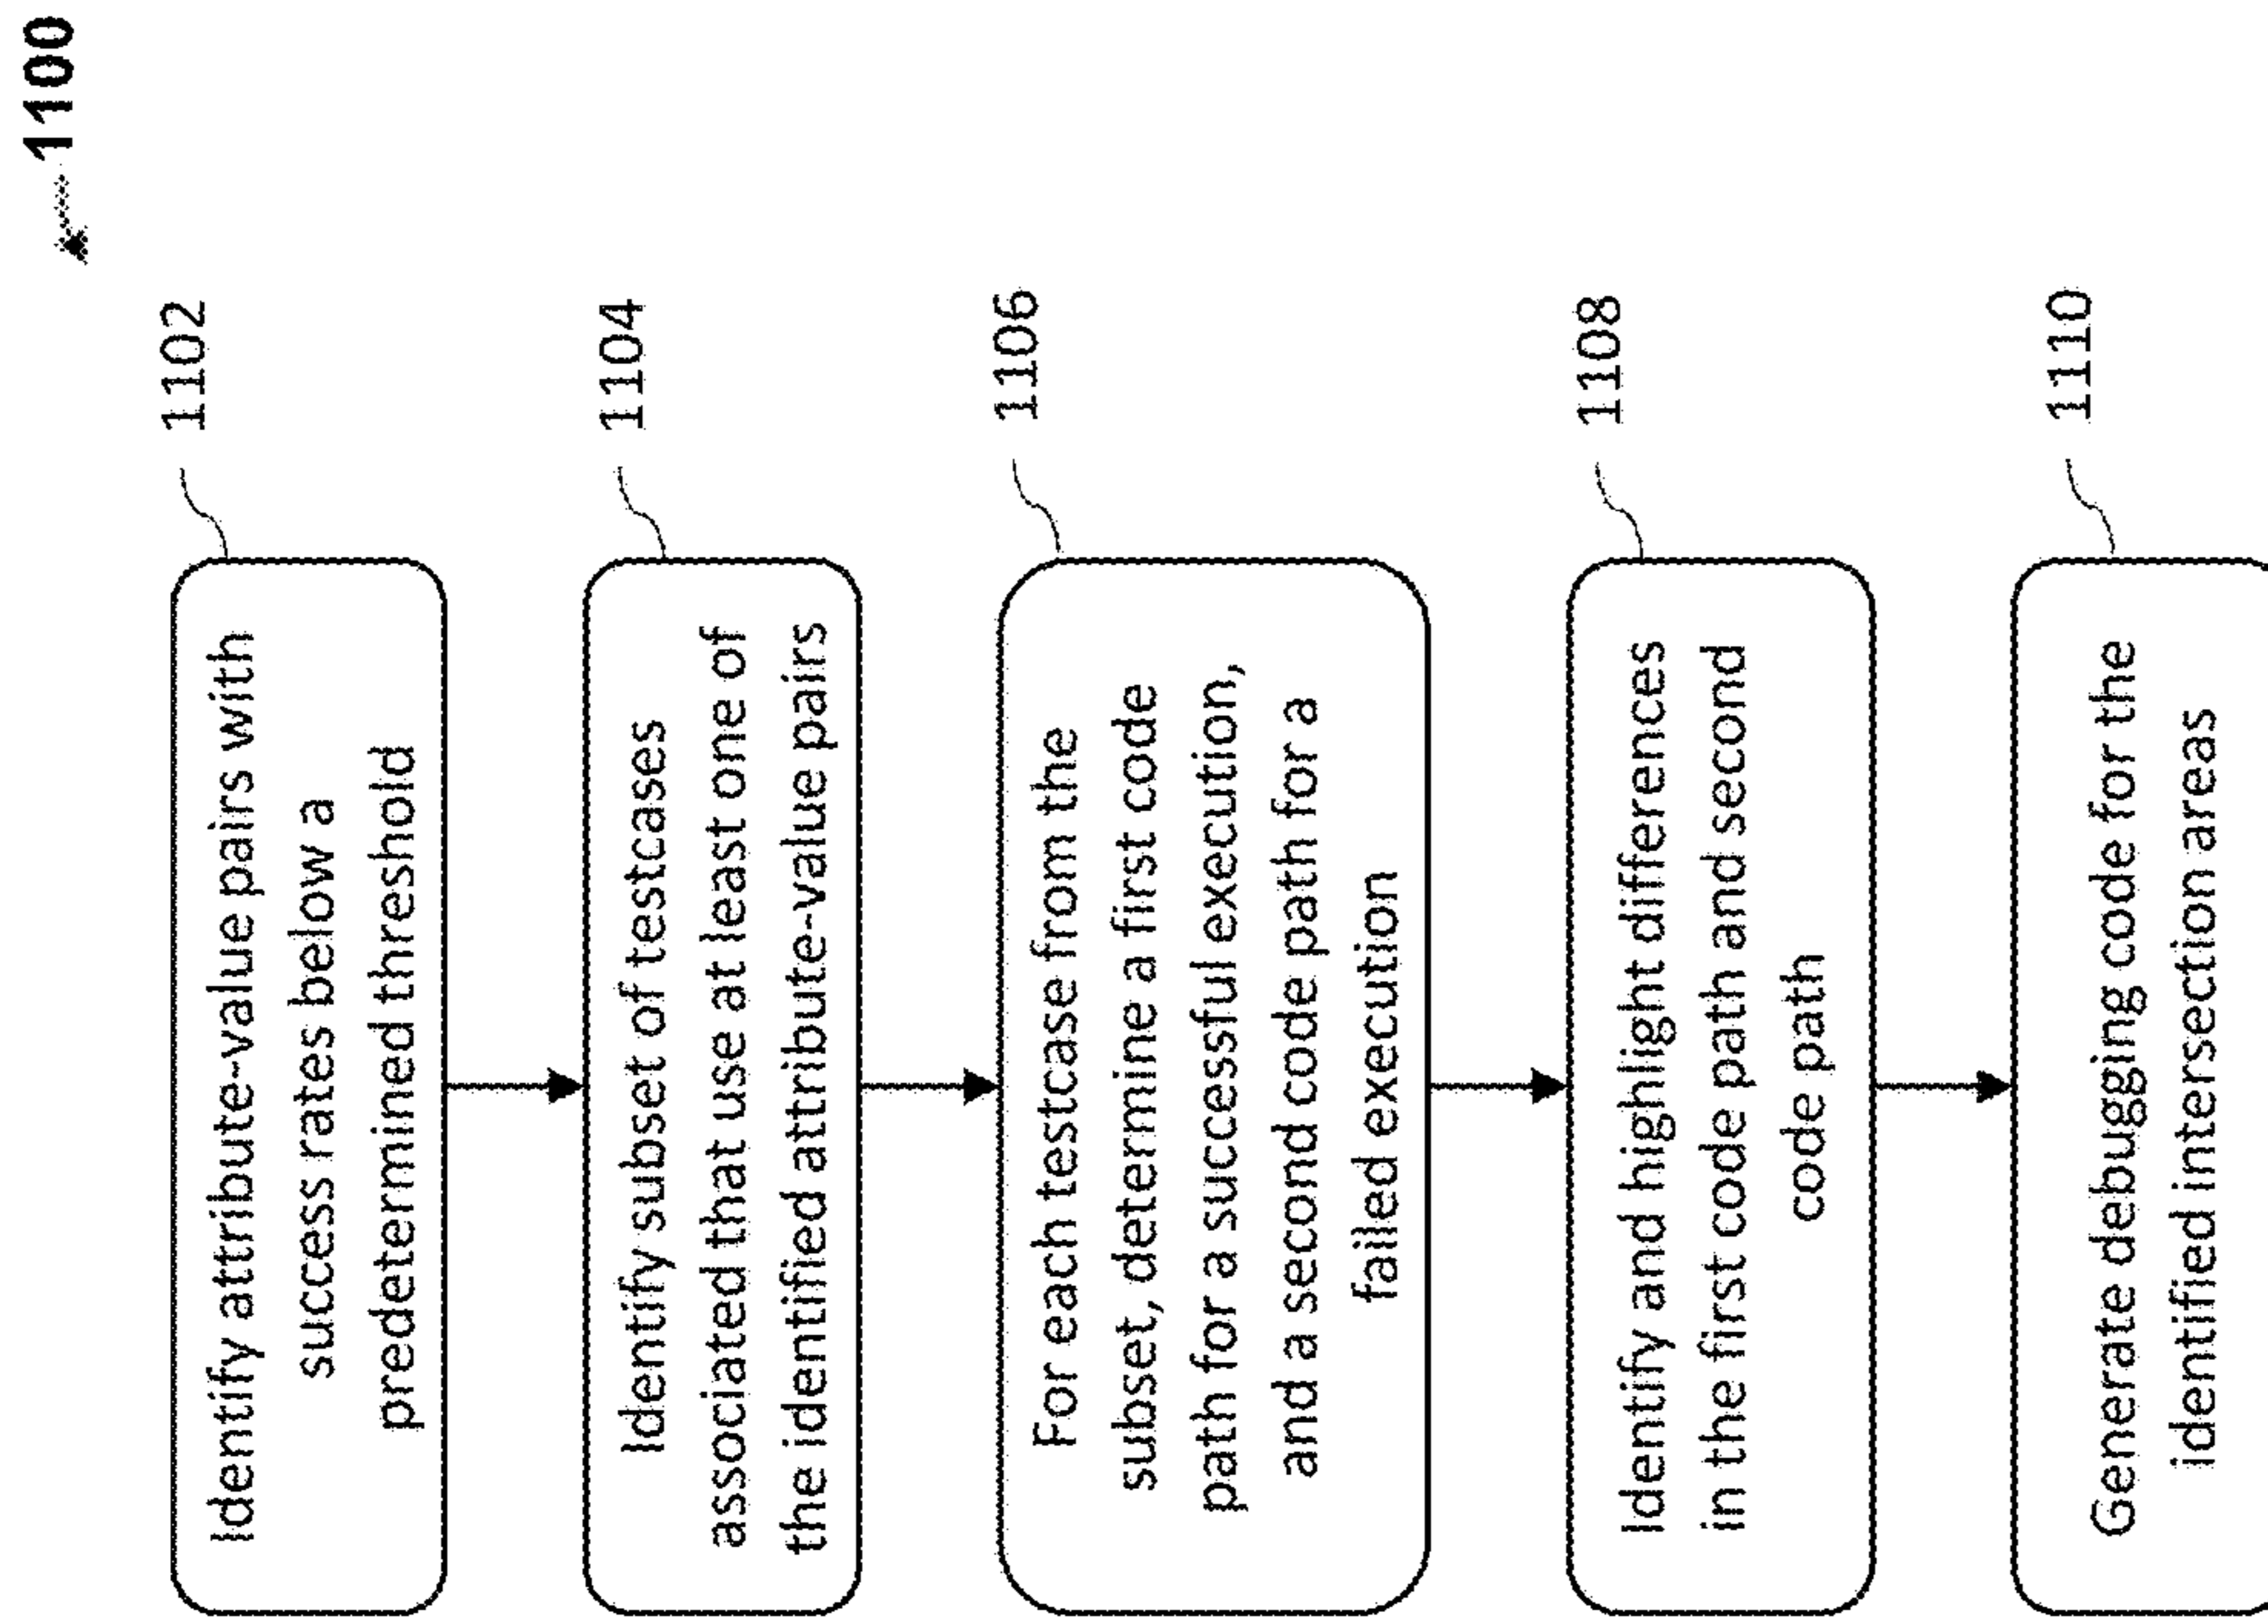 1100
1102
Identify attribute-value pairs with
success rates below a
predetermined threshold
1104
Identify subset of testcases
associated that use at least one of
the identified attribute-value pairs
1106
For each testcase from the
subset, determine a first code
path for a successful execution,
and a second code path for a
failed execution
1108
Identify and highlight differences
in the first code path and second
code path
1110
Generate debugging code for the
identified intersection areas